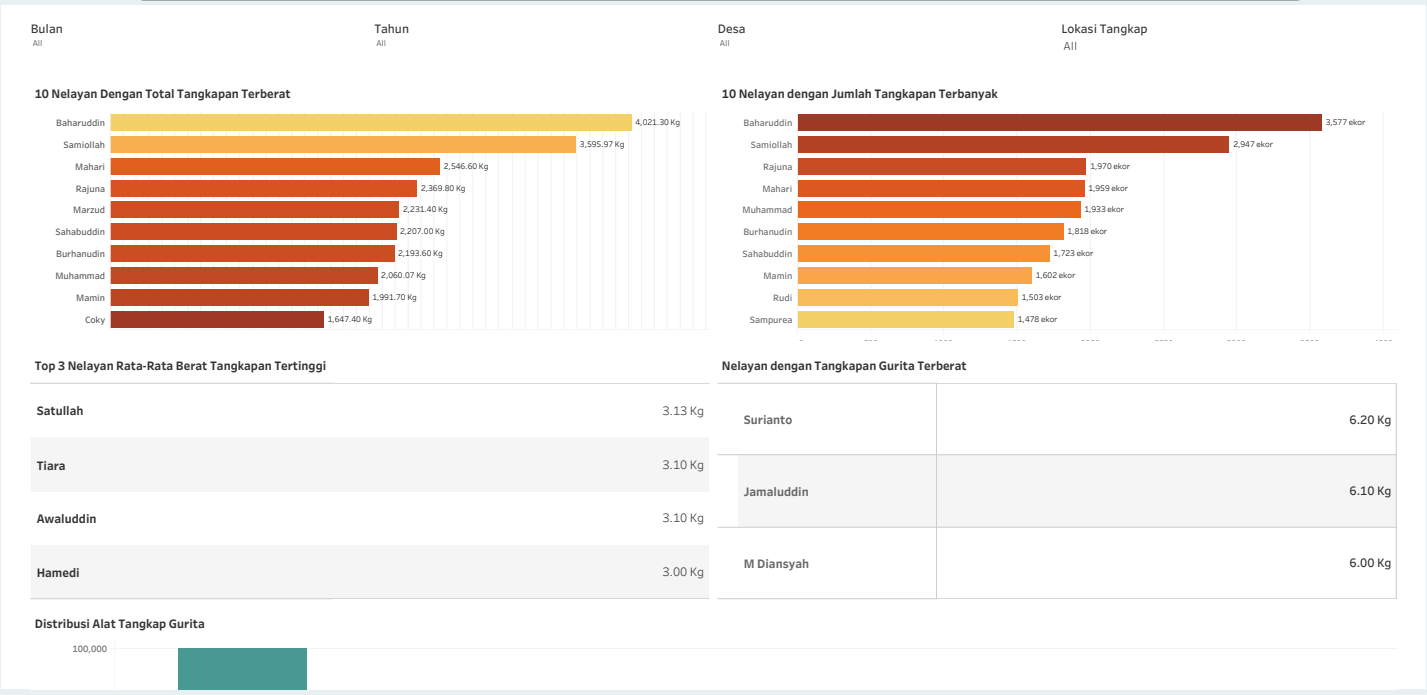 Bulan
All
Tahun
All
Desa
All
Lokasi Tangkap
All
10 Nelayan Dengan Total Tangkapan Terberat
Baharuddin 4,021.30 Kg
Samiollah 3,595.97 Kg
Mahari 2,546.60 Kg
Rajuna 2,369.80 Kg
Marzud 2,231.40 Kg
Sahabuddin 2,207.00 Kg
Burhanudin 2,193.60 Kg
Muhammad 2,060.07 Kg
Mamin 1,991.70 Kg
Coky 1,647.40 Kg
10 Nelayan dengan Jumlah Tangkapan Terbanyak
Baharuddin 3,577 ekor
Samiollah 2,947 ekor
Rajuna 1,970 ekor
Mahari 1,959 ekor
Muhammad 1,933 ekor
Burhanudin 1,818 ekor
Sahabuddin 1,723 ekor
Mamin 1,602 ekor
Rudi 1,503 ekor
Sampurea 1,478 ekor
Top 3 Nelayan Rata-Rata Berat Tangkapan Tertinggi
Satullah 3.13 Kg
Tiara 3.10 Kg
Awaluddin 3.10 Kg
Hamedi 3.00 Kg
Nelayan dengan Tangkapan Gurita Terberat
Surianto 6.20 Kg
Jamaluddin 6.10 Kg
M Diansyah 6.00 Kg
Distribusi Alat Tangkap Gurita
100,000